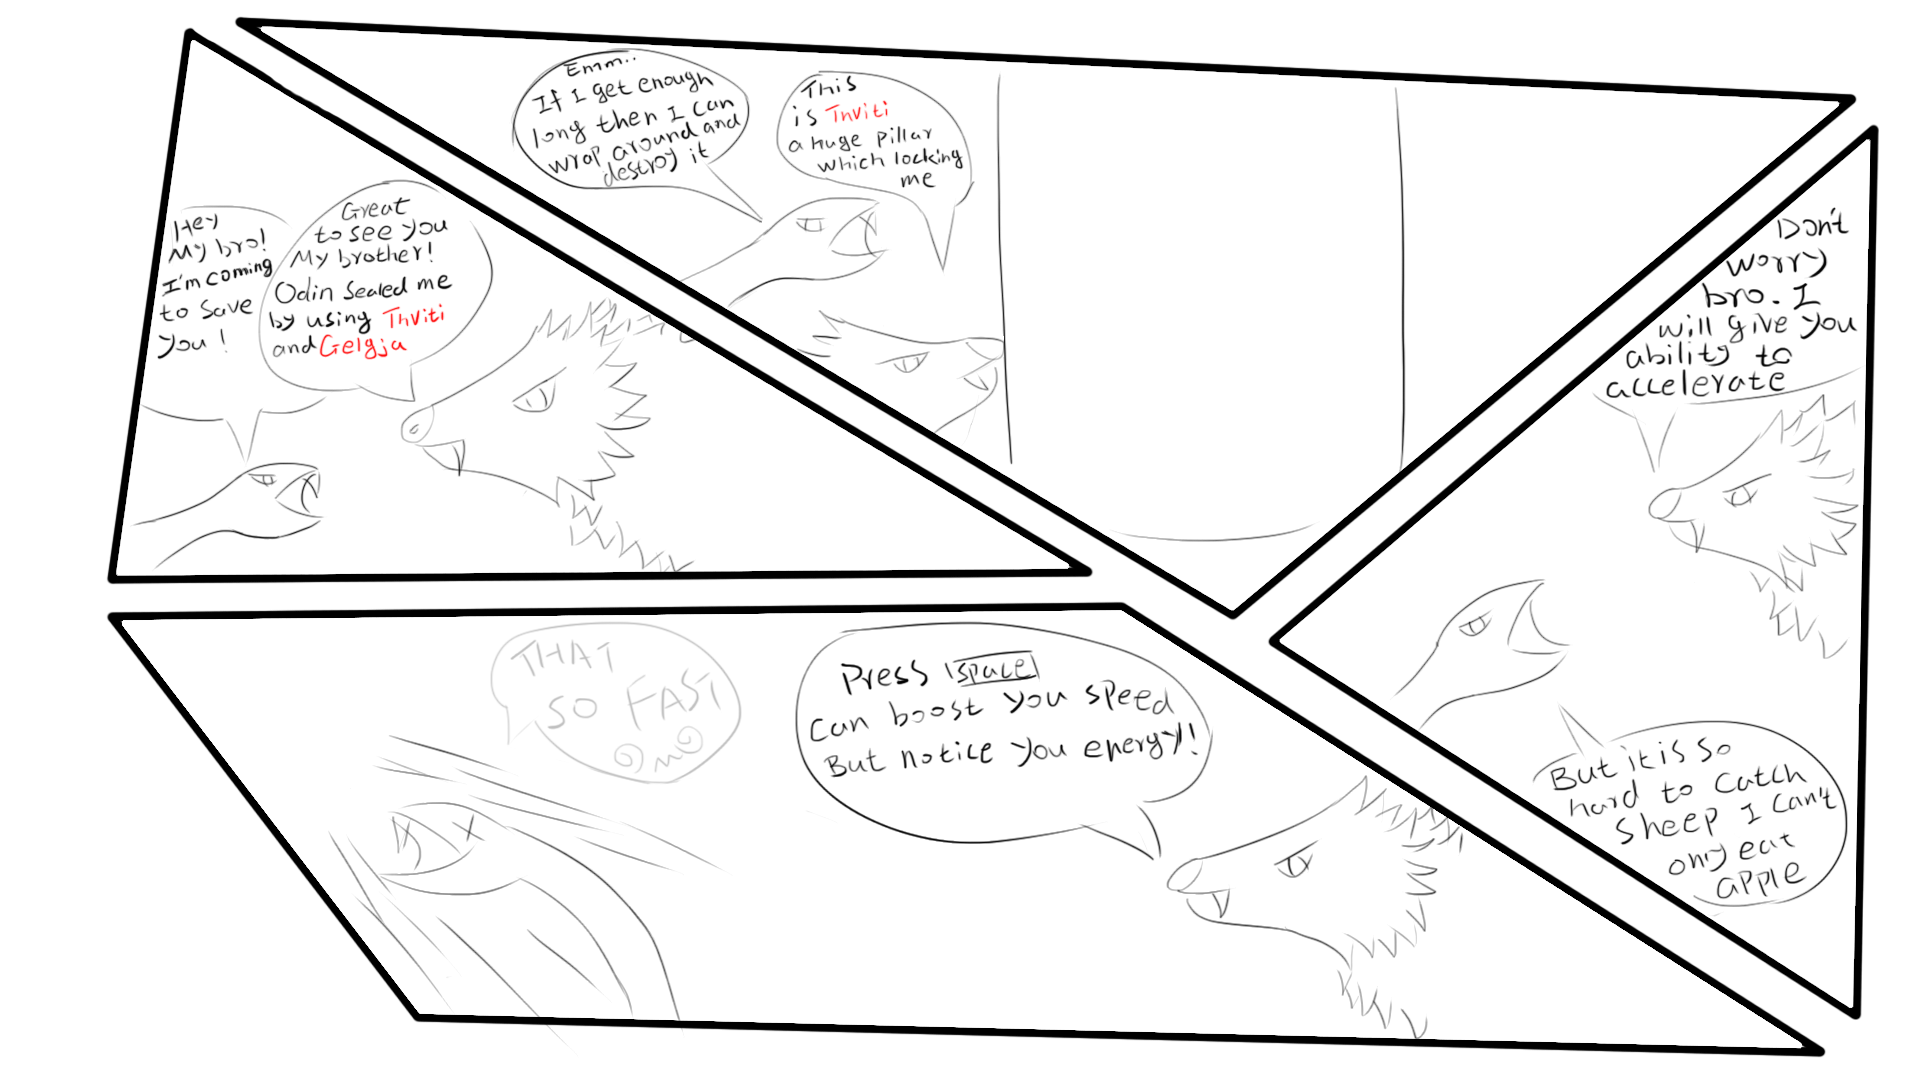 Hey
My bro!
I'm coming
to save
you!
Great
to see you
My brother!
Odin sealed me
by using Thviti
and Gelgja
This
is Thviti
a huge pillar
which locking
me
Emm..
If I get enough
long then I can
wrap around and
destroy it
Don't
worry
bro. I
will give you
ability to
accelerate
But it is so
hard to catch
sheep I can't
only eat
apple
Press space
can boost you speed
But notice you energy!
THAT
SO FAST